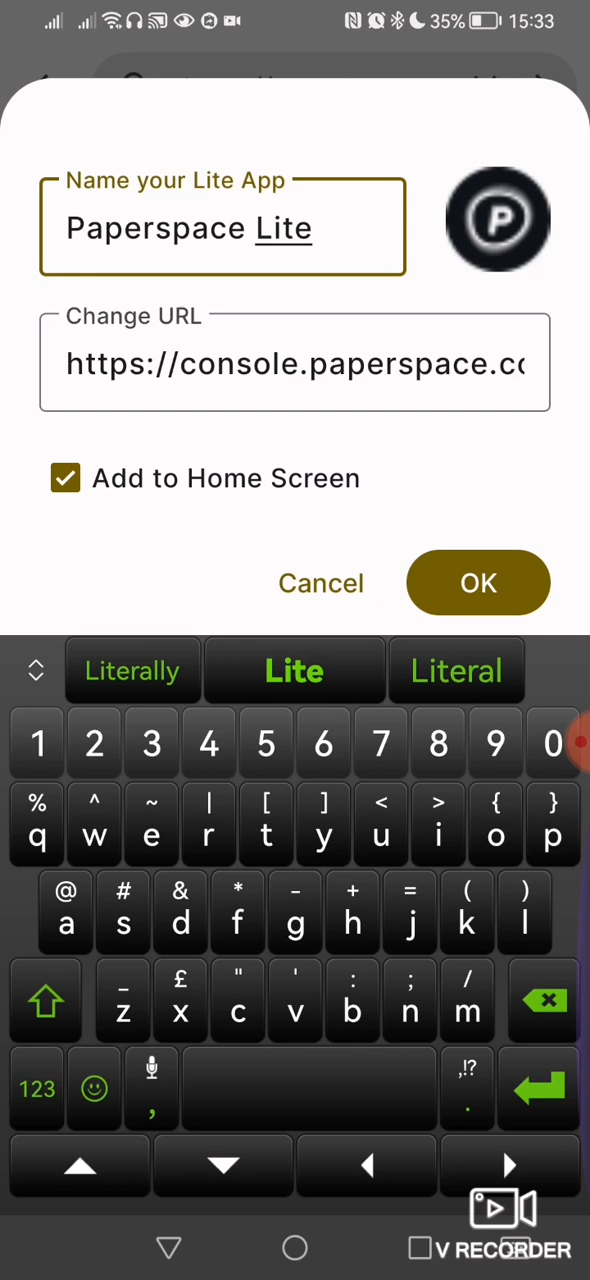 35% 15:33
Name your Lite App
Paperspace Lite
P
Change URL
https://console.paperspace.co
Add to Home Screen
Cancel OK
Literally Lite Literal
1 2 3 4 5 6 7 8 9 0
% ^ ~ | [ ] < > { }
q w e r t y u i o p
@ # & * - + = ( )
a s d f g h j k l
_ £ " ' : ; /
z x c v b n m
,!?
123 , .
V RECORDER